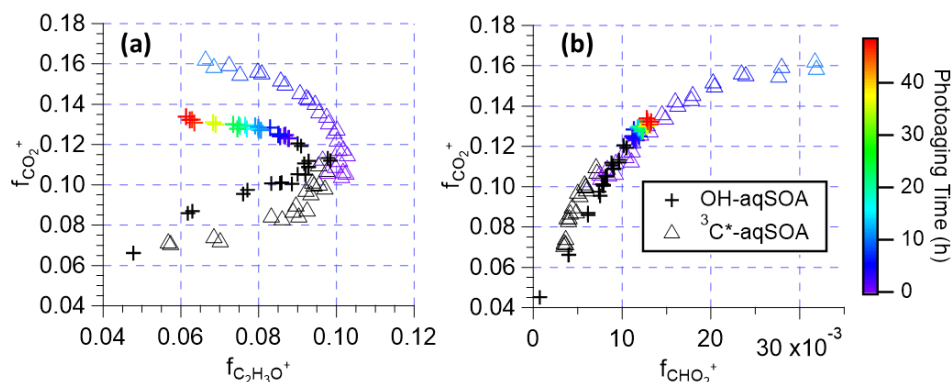 (a)
0.18
0.16
0.14
0.12
0.10
0.08
0.06
0.04
fCO₂⁺
0.04 0.06 0.08 0.10 0.12
fC₂H₃O⁺
(b)
0.18
0.16
0.14
0.12
0.10
0.08
0.06
0.04
fCO₂⁺
OH-aqSOA
³C*-aqSOA
0 10 20 30 x10⁻³
fCHO₂⁺
40
30
20
10
0
Photoaging Time (h)